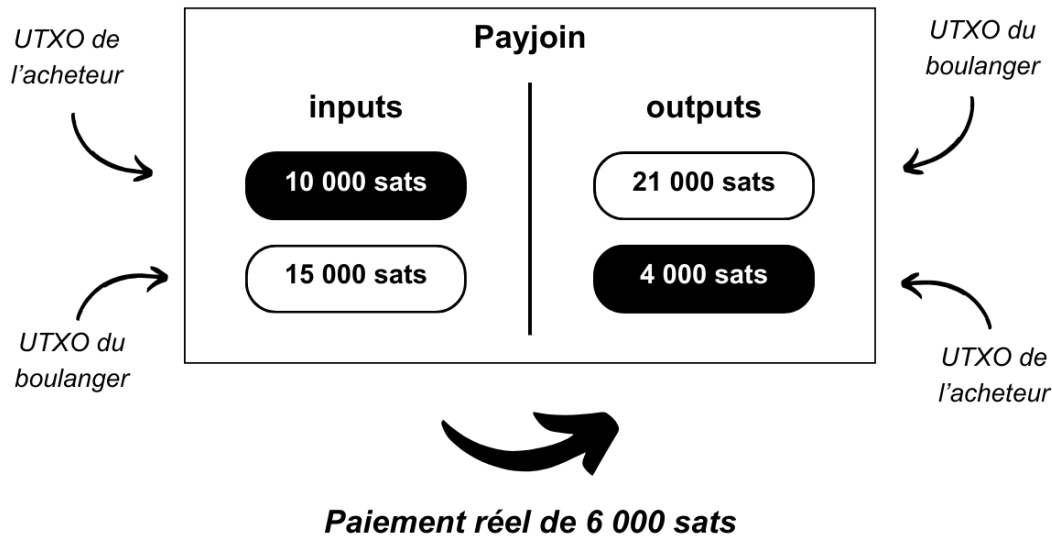 Payjoin
UTXO de
l'acheteur
UTXO du
boulanger
inputs
outputs
10 000 sats
21 000 sats
15 000 sats
4 000 sats
UTXO du
boulanger
UTXO de
l'acheteur
Paiement réel de 6 000 sats